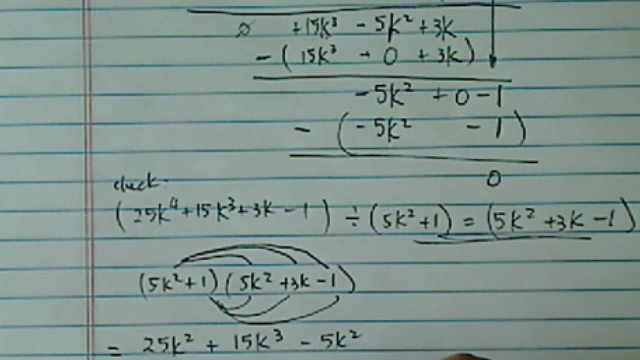 0 +15k³ - 5k² + 3k
- (15k³ + 0 + 3k)
-5k² + 0 - 1
- (-5k² - 1)
0
check.
(25k⁴ + 15k³ + 3k - 1) ÷ (5k² + 1) = (5k² + 3k - 1)
(5k² + 1)(5k² + 3k - 1)
= 25k² + 15k³ - 5k²